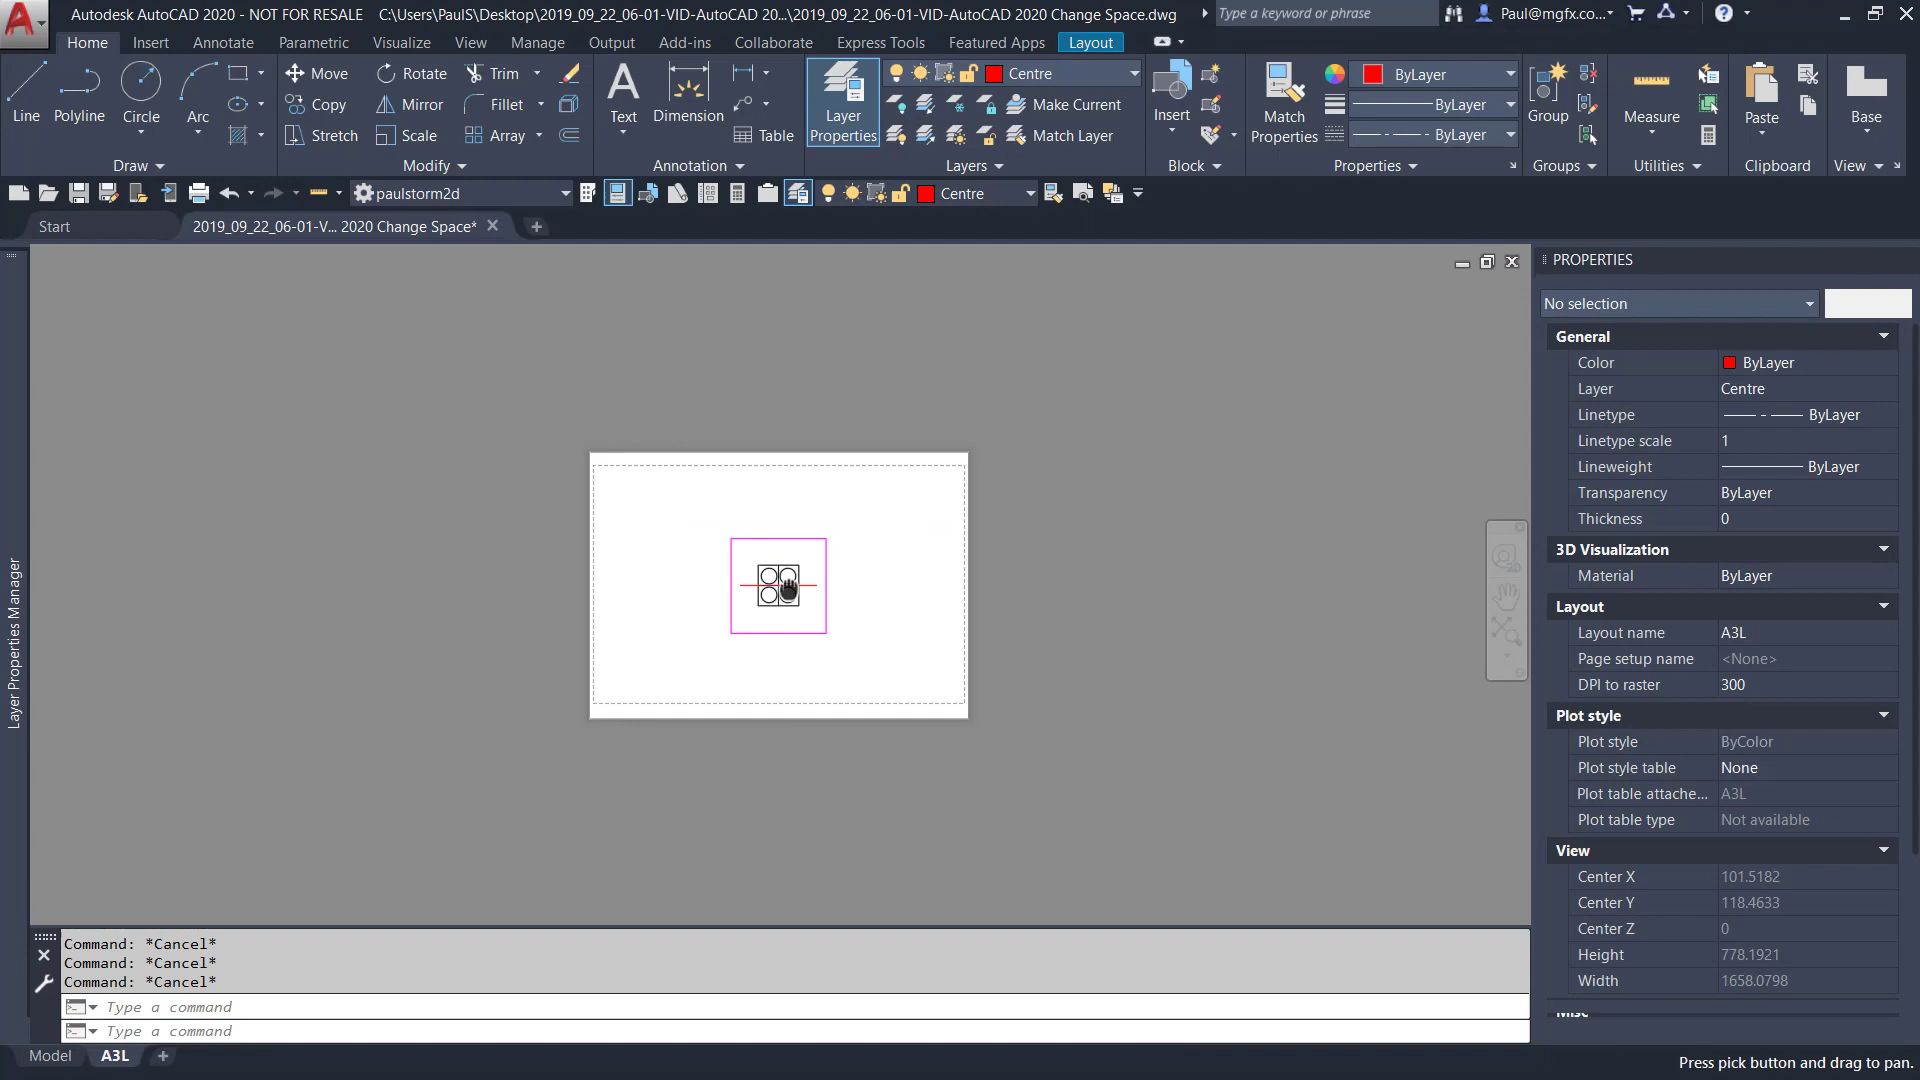 Autodesk AutoCAD 2020 - NOT FOR RESALE C:\Users\PaulS\Desktop\2019_09_22_06-01-VID-AutoCAD 20...\2019_09_22_06-01-VID-AutoCAD 2020 Change Space.dwg Type a keyword or phrase Paul@mgfx.co...
Home Insert Annotate Parametric Visualize View Manage Output Add-ins Collaborate Express Tools Featured Apps Layout
Line Polyline Circle Arc
Move Rotate Trim
Copy Mirror Fillet
Stretch Scale Array
Text Dimension Table
Layer Properties
Centre
Make Current
Match Layer
Insert
Match Properties
ByLayer
ByLayer
ByLayer
Group
Measure
Paste
Base
Draw Modify Annotation Layers Block Properties Groups Utilities Clipboard View
paulstorm2d Centre
Start 2019_09_22_06-01-V... 2020 Change Space*
Layer Properties Manager
PROPERTIES
No selection
General
Color ByLayer
Layer Centre
Linetype ByLayer
Linetype scale 1
Lineweight ByLayer
Transparency ByLayer
Thickness 0
3D Visualization
Material ByLayer
Layout
Layout name A3L
Page setup name <None>
DPI to raster 300
Plot style
Plot style ByColor
Plot style table None
Plot table attache... A3L
Plot table type Not available
View
Center X 101.5182
Center Y 118.4633
Center Z 0
Height 778.1921
Width 1658.0798
Command: *Cancel*
Command: *Cancel*
Command: *Cancel*
Type a command
Type a command
Model A3L
Press pick button and drag to pan.